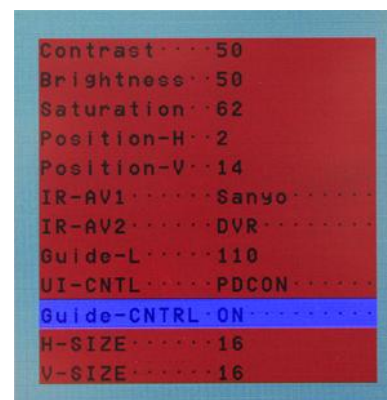 Contrast····50
Brightness··50
Saturation··62
Position-H··2
Position-V··14
IR-AV1······Sanyo······
IR-AV2······DVR········
Guide-L·····110
UI-CNTL·····PDCON······
Guide-CNTRL·ON·········
H-SIZE······16
V-SIZE······16